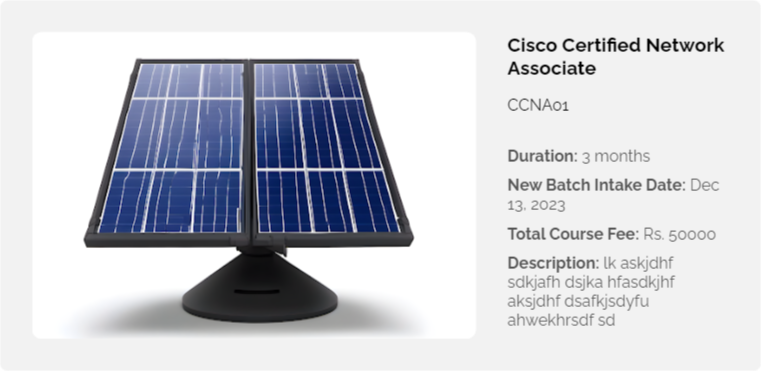 Cisco Certified Network
Associate
CCNA01
Duration: 3 months
New Batch Intake Date: Dec
13, 2023
Total Course Fee: Rs. 50000
Description: lk askjdhf
sdkjafh dsjka hfasdkjhf
aksjdhf dsafkjsdyfu
ahwekhrsdf sd